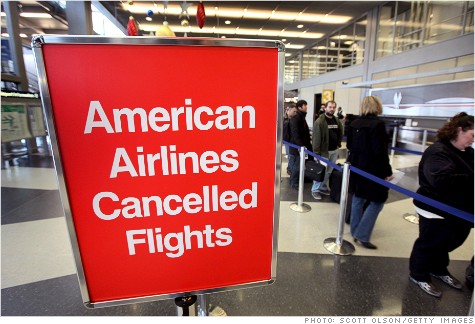 American
Airlines
Cancelled
Flights
PHOTO: SCOTT OLSON/GETTY IMAGES